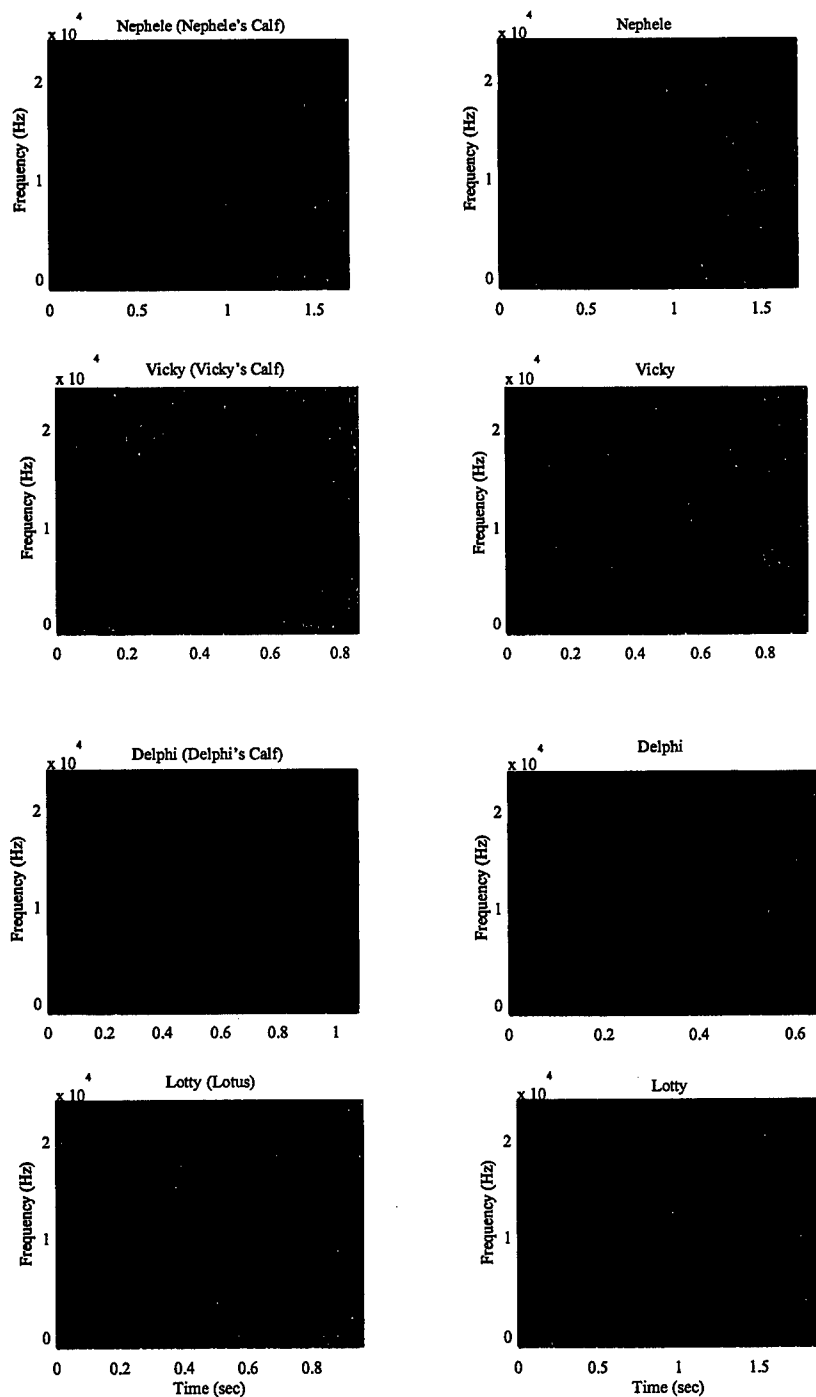 Nephele (Nephele's Calf)
x 10 4
Frequency (Hz)
2
1
0
0 0.5 1 1.5
Nephele
x 10 4
Frequency (Hz)
2
1
0
0 0.5 1 1.5
Vicky (Vicky's Calf)
x 10 4
Frequency (Hz)
2
1
0
0 0.2 0.4 0.6 0.8
Vicky
x 10 4
Frequency (Hz)
2
1
0
0 0.2 0.4 0.6 0.8
Delphi (Delphi's Calf)
x 10 4
Frequency (Hz)
2
1
0
0 0.2 0.4 0.6 0.8 1
Delphi
x 10 4
Frequency (Hz)
2
1
0
0 0.2 0.4 0.6
Lotty (Lotus)
x 10 4
Frequency (Hz)
2
1
0
0 0.2 0.4 0.6 0.8
Time (sec)
Lotty
x 10 4
Frequency (Hz)
2
1
0
0 0.5 1 1.5
Time (sec)